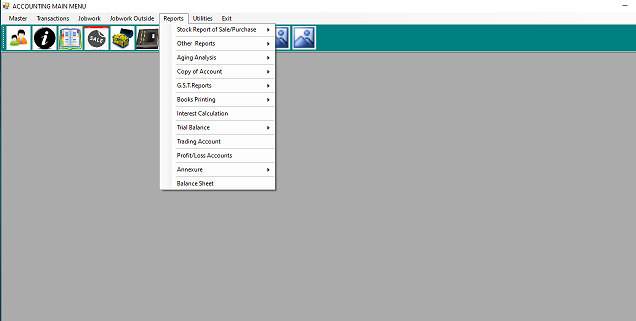 ACCOUNTING MAIN MENU
Master Transactions Jobwork Jobwork Outside Reports Utilities Exit
SALE
Stock Report of Sale/Purchase
Other Reports
Aging Analysis
Copy of Account
G.S.T.Reports
Books Printing
Interest Calculation
Trial Balance
Trading Account
Profit/Loss Accounts
Annexure
Balance Sheet